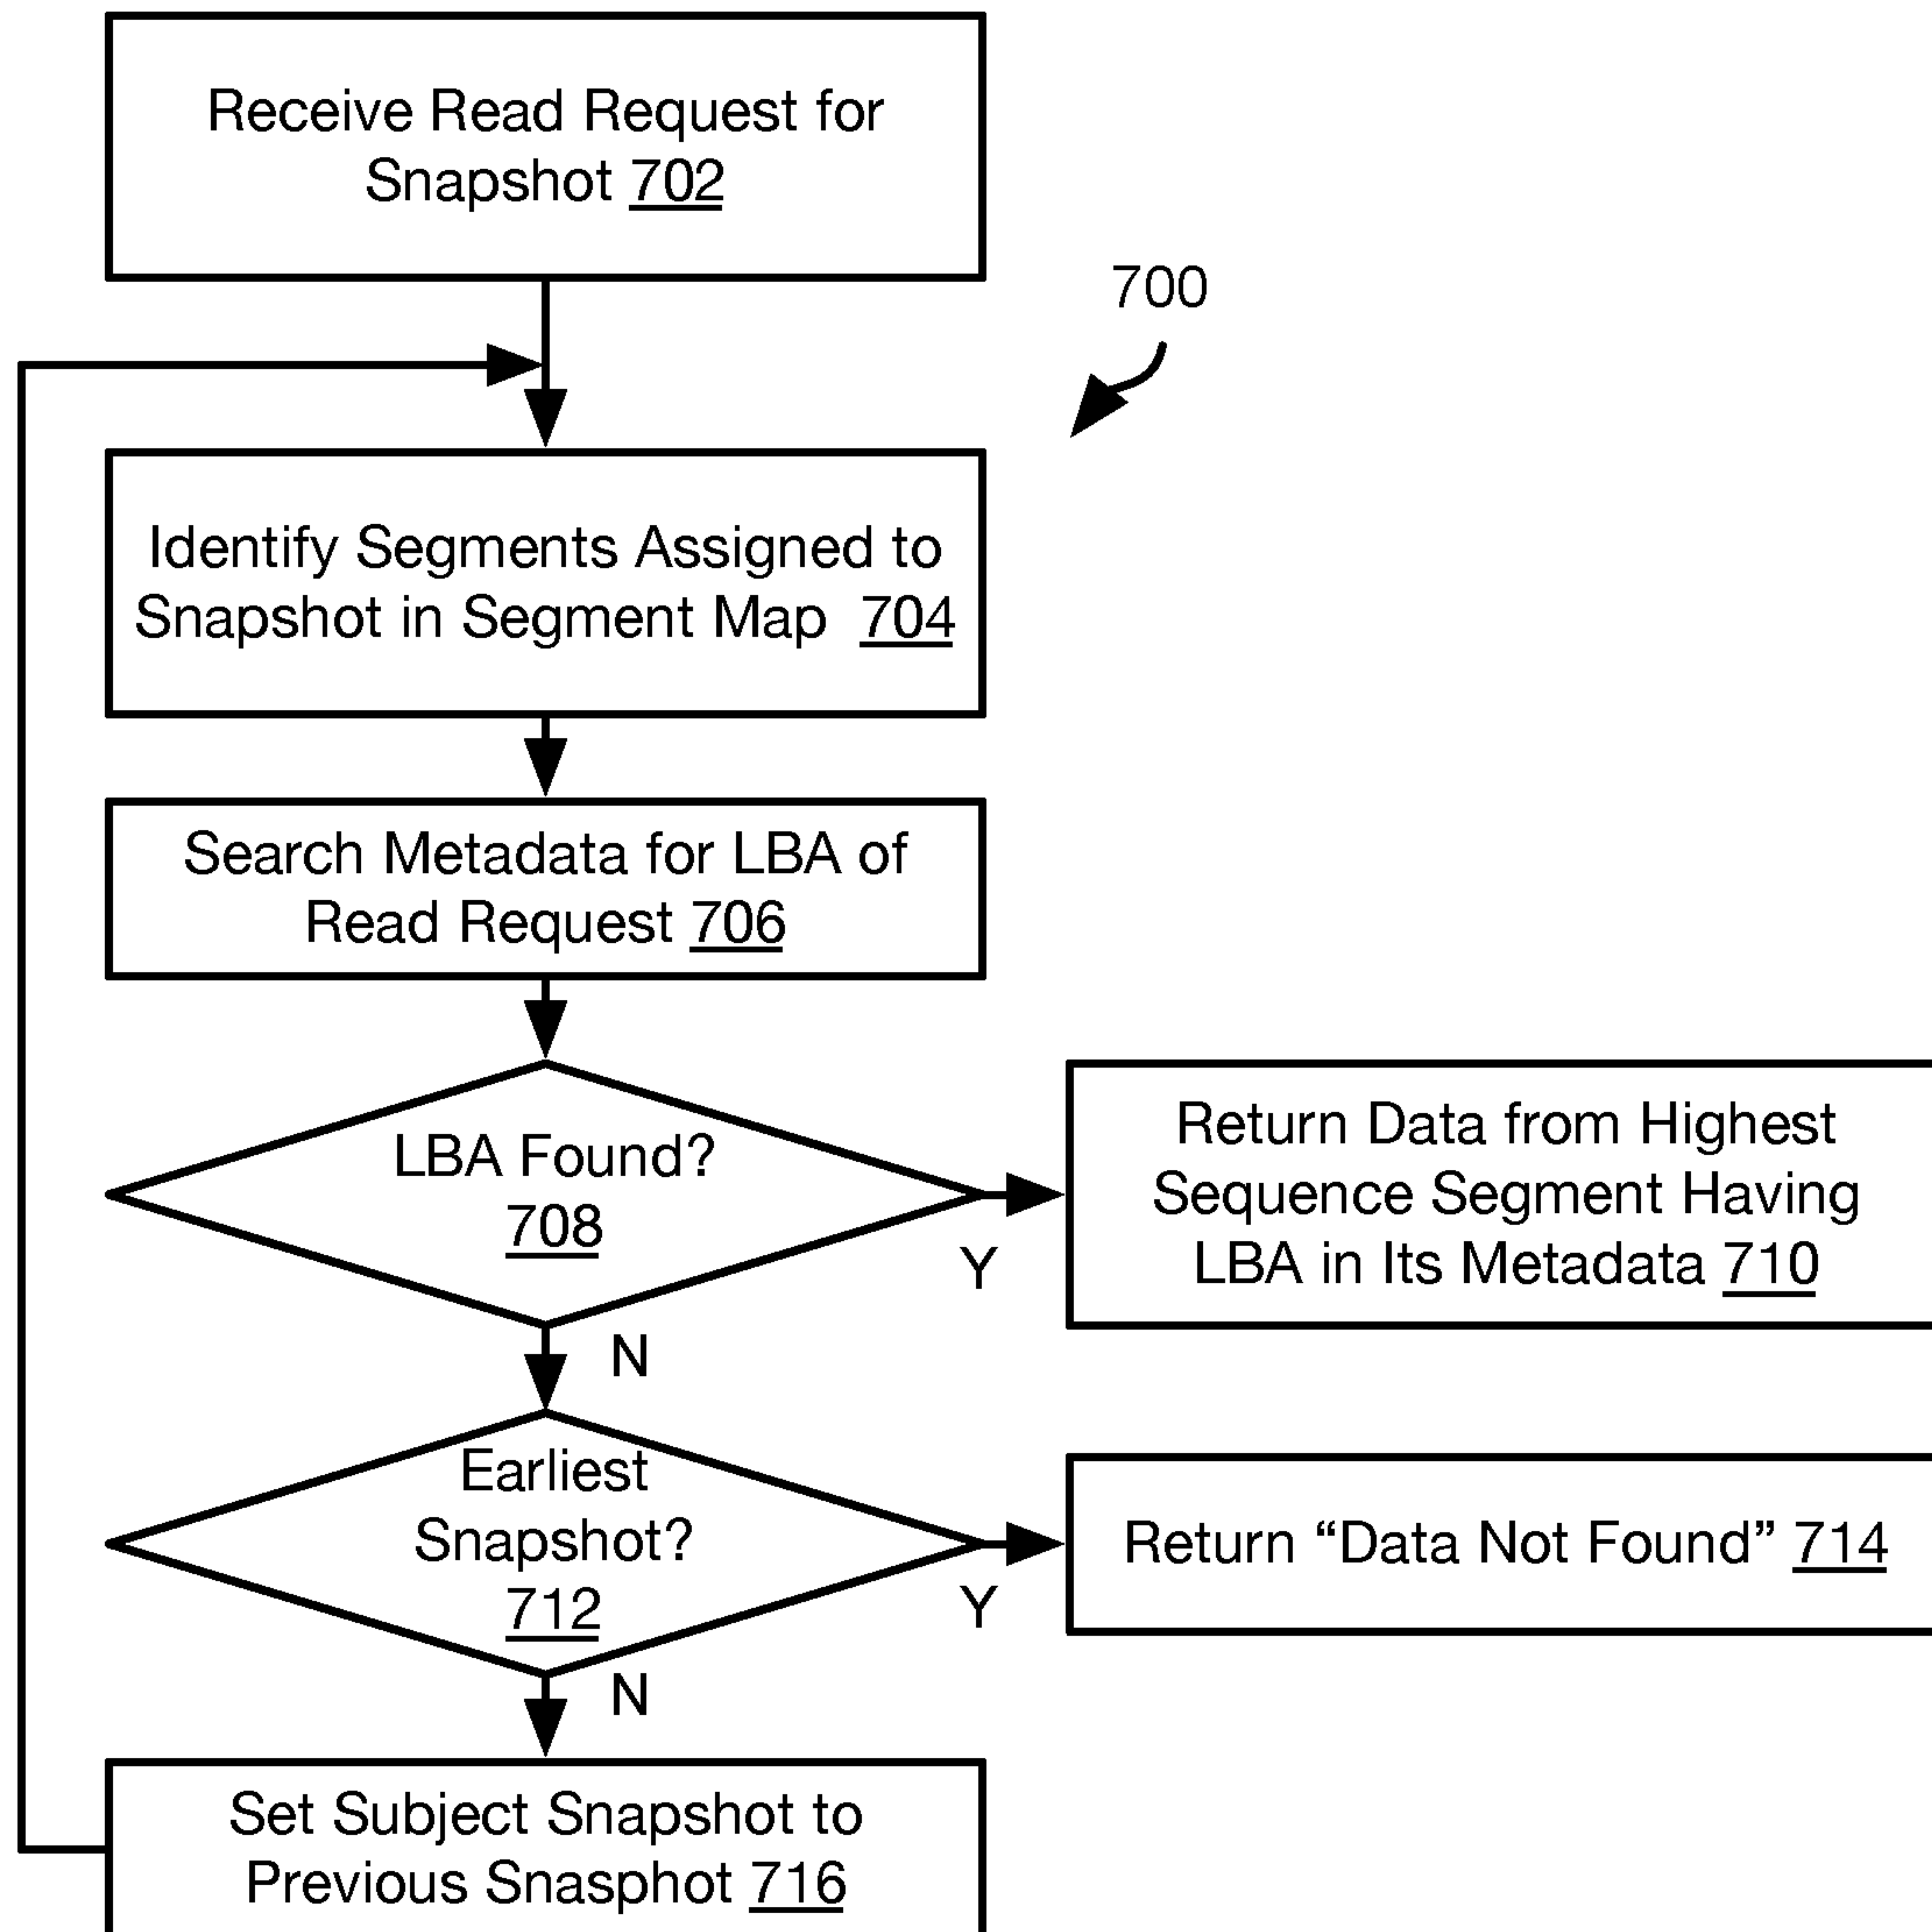 Receive Read Request for
Snapshot 702
700
Identify Segments Assigned to
Snapshot in Segment Map 704
Search Metadata for LBA of
Read Request 706
LBA Found?
708
Y
Return Data from Highest
Sequence Segment Having
LBA in Its Metadata 710
N
Earliest
Snapshot?
712
Y
Return “Data Not Found” 714
N
Set Subject Snapshot to
Previous Snasphot 716